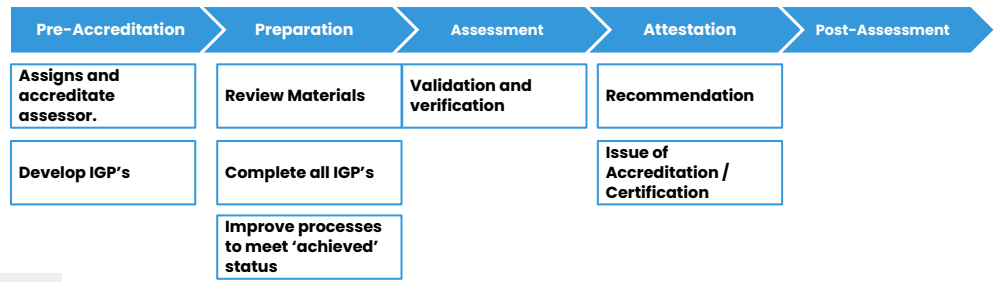 Pre-Accreditation
Preparation
Assessment
Attestation
Post-Assessment
Assigns and
accreditate
assessor.
Review Materials
Validation and
verification
Recommendation
Develop IGP’s
Complete all IGP’s
Issue of
Accreditation /
Certification
Improve processes
to meet ‘achieved’
status